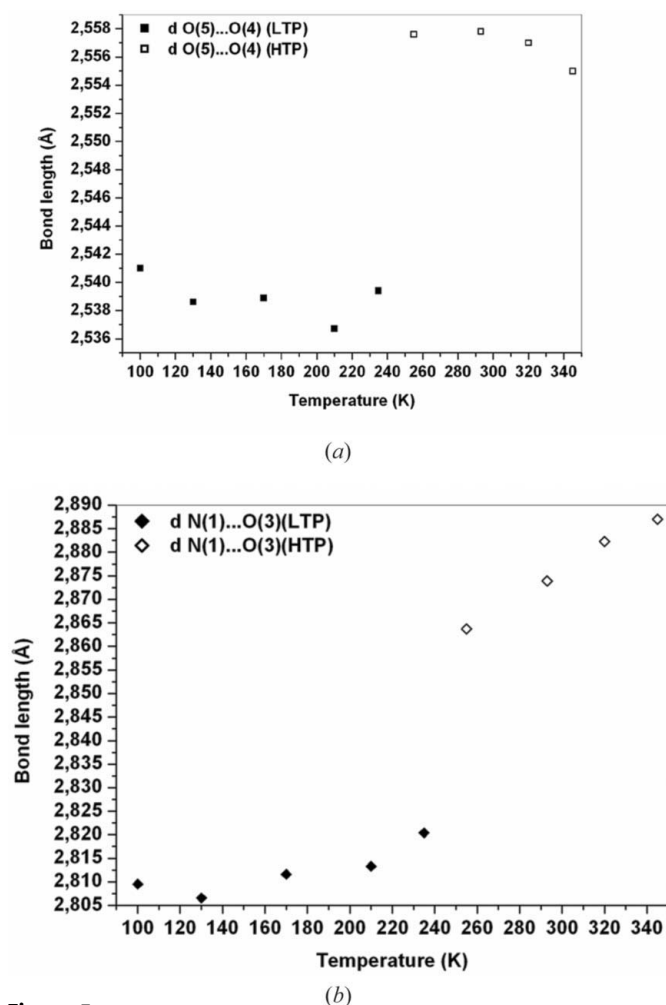 d O(5)...O(4) (LTP)
d O(5)...O(4) (HTP)
2,558
2,556
2,554
2,552
2,550
2,548
2,546
2,544
2,542
2,540
2,538
2,536
Bond length (Å)
100 120 140 160 180 200 220 240 260 280 300 320 340
Temperature (K)
(a)
d N(1)...O(3)(LTP)
d N(1)...O(3)(HTP)
2,890
2,885
2,880
2,875
2,870
2,865
2,860
2,855
2,850
2,845
2,840
2,835
2,830
2,825
2,820
2,815
2,810
2,805
Bond length (Å)
100 120 140 160 180 200 220 240 260 280 300 320 340
Temperature (K)
(b)